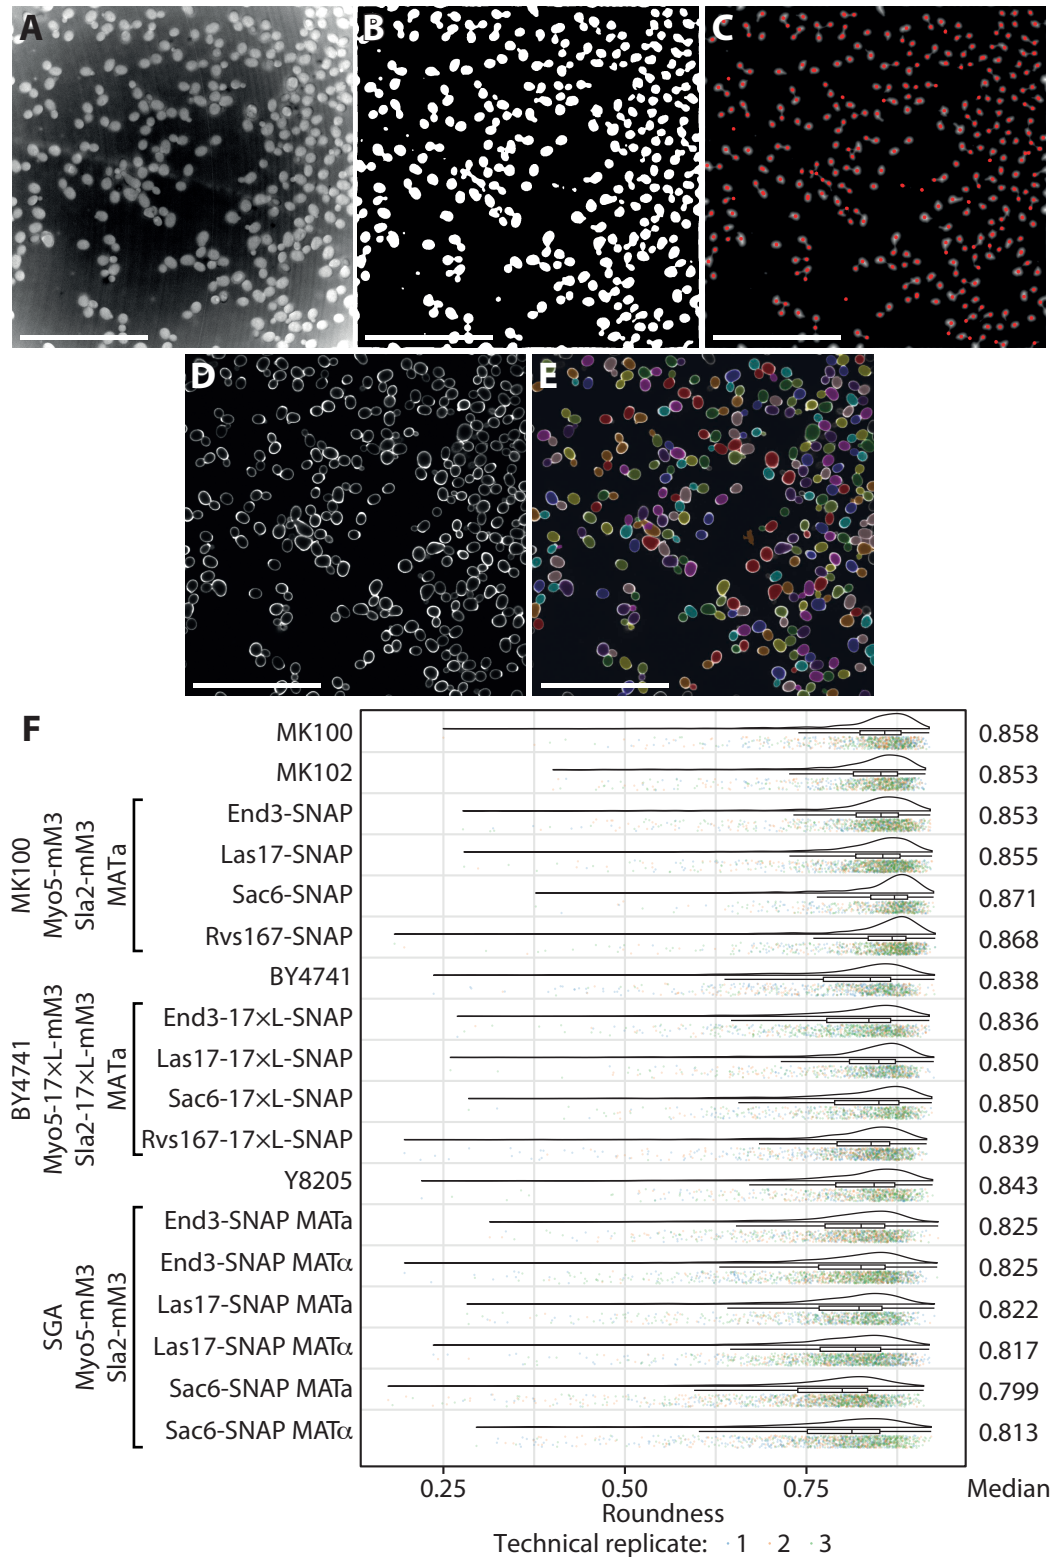 A
B
C
D
E
F
MK100 0.858
MK102 0.853
MK100
Myo5-mM3
Sla2-mM3
MATa
End3-SNAP 0.853
Las17-SNAP 0.855
Sac6-SNAP 0.871
Rvs167-SNAP 0.868
BY4741 0.838
BY4741
Myo5-17×L-mM3
Sla2-17×L-mM3
MATa
End3-17×L-SNAP 0.836
Las17-17×L-SNAP 0.850
Sac6-17×L-SNAP 0.850
Rvs167-17×L-SNAP 0.839
Y8205 0.843
SGA
Myo5-mM3
Sla2-mM3
End3-SNAP MATa 0.825
End3-SNAP MATα 0.825
Las17-SNAP MATa 0.822
Las17-SNAP MATα 0.817
Sac6-SNAP MATa 0.799
Sac6-SNAP MATα 0.813
0.25 0.50 0.75 Median
Roundness
Technical replicate: 1 2 3